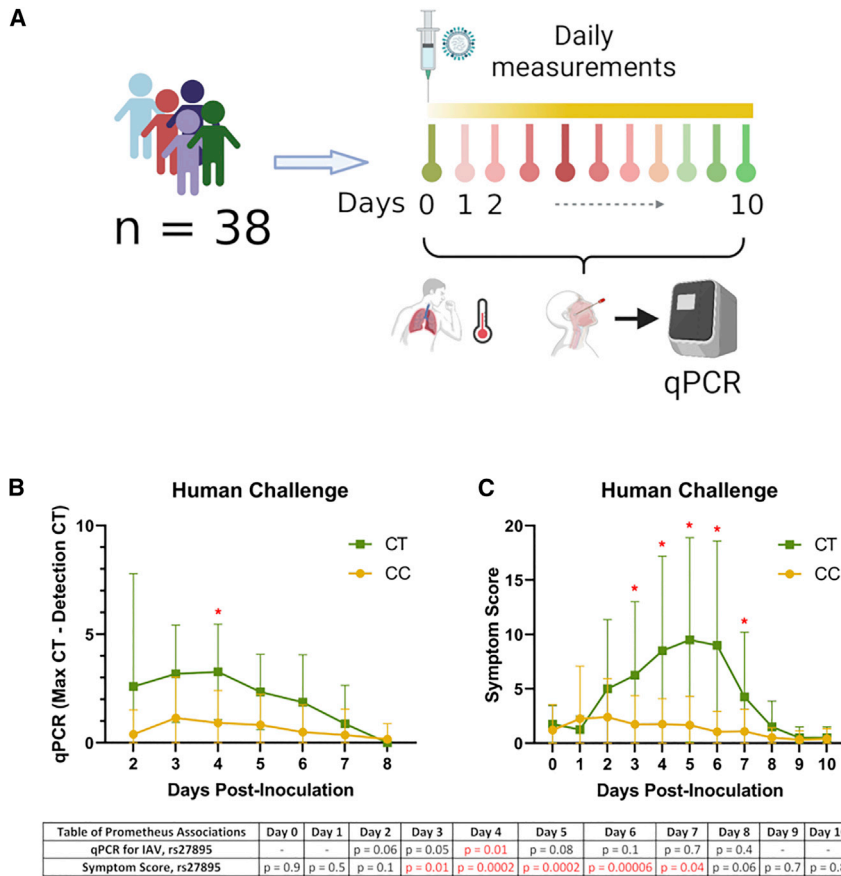 A
Daily
measurements
n = 38
Days 0 1 2 10
qPCR
B
Human Challenge
qPCR (Max CT - Detection CT)
10
5
0
CT
CC
*
2 3 4 5 6 7 8
Days Post-Inoculation
C
Human Challenge
Symptom Score
20
15
10
5
0
CT
CC
* * * * *
0 1 2 3 4 5 6 7 8 9 10
Days Post-Inoculation
Table of Prometheus Associations Day 0 Day 1 Day 2 Day 3 Day 4 Day 5 Day 6 Day 7 Day 8 Day 9 Day 10
qPCR for IAV, rs27895 - - p = 0.06 p = 0.05 p = 0.01 p = 0.08 p = 0.1 p = 0.7 p = 0.4 - -
Symptom Score, rs27895 p = 0.9 p = 0.5 p = 0.1 p = 0.01 p = 0.0002 p = 0.0002 p = 0.00006 p = 0.04 p = 0.06 p = 0.7 p = 0.8